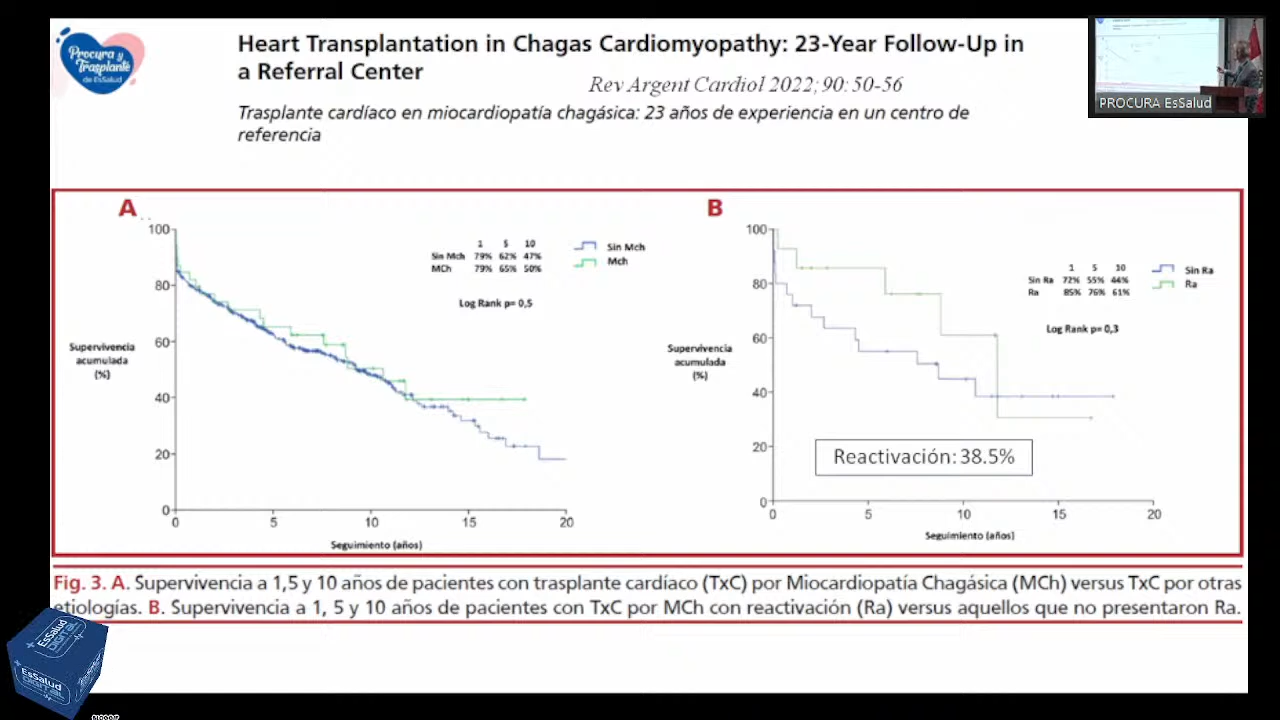 Procura y
Trasplante
de EsSalud
Heart Transplantation in Chagas Cardiomyopathy: 23-Year Follow-Up in
a Referral Center
Rev Argent Cardiol 2022; 90: 50-56
Trasplante cardíaco en miocardiopatía chagásica: 23 años de experiencia en un centro de
referencia
PROCURA EsSalud
A
100
80
60
40
20
0
0 5 10 15 20
Supervivencia
acumulada
(%)
1 5 10
Sin Mch 79% 62% 47%
MCh 79% 65% 50%
Log Rank p= 0,5
Sin Mch
Mch
Seguimiento (años)
B
100
80
60
40
20
0
0 5 10 15 20
Supervivencia
acumulada
(%)
1 5 10
Sin Ra 72% 55% 44%
Ra 85% 76% 61%
Log Rank p= 0,3
Sin Ra
Ra
Reactivación: 38.5%
Seguimiento (años)
Fig. 3. A. Supervivencia a 1,5 y 10 años de pacientes con trasplante cardíaco (TxC) por Miocardiopatía Chagásica (MCh) versus TxC por otras
etiologías. B. Supervivencia a 1, 5 y 10 años de pacientes con TxC por MCh con reactivación (Ra) versus aquellos que no presentaron Ra.
EsSalud
DIGITAL
EsSalud
DIGITAL